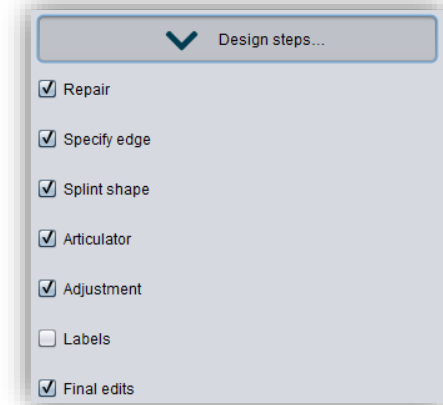 Design steps...
Repair
Specify edge
Splint shape
Articulator
Adjustment
Labels
Final edits